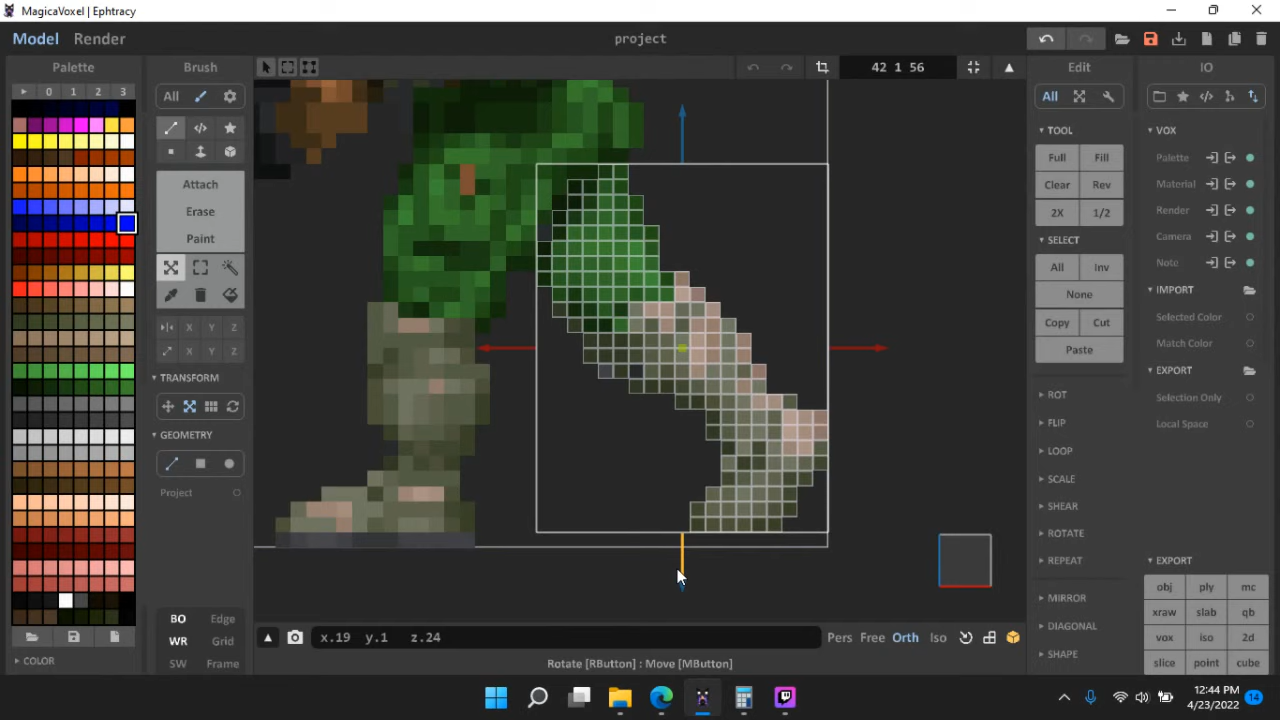 MagicaVoxel | Ephtracy
Model Render
project
Palette
0 1 2 3
COLOR
Brush
All
Attach
Erase
Paint
X Y Z
X Y Z
TRANSFORM
GEOMETRY
Project
BO Edge
WR Grid
SW Frame
42 1 56
x.19 y.1 z.24
Pers Free Orth Iso
Rotate [RButton] : Move [MButton]
Edit
All
TOOL
Full Fill
Clear Rev
2X 1/2
SELECT
All Inv
None
Copy Cut
Paste
ROT
FLIP
LOOP
SCALE
SHEAR
ROTATE
REPEAT
MIRROR
DIAGONAL
SHAPE
IO
VOX
Palette
Material
Render
Camera
Note
IMPORT
Selected Color
Match Color
EXPORT
Selection Only
Local Space
EXPORT
obj ply mc
xraw slab qb
vox iso 2d
slice point cube
12:44 PM
4/23/2022
14